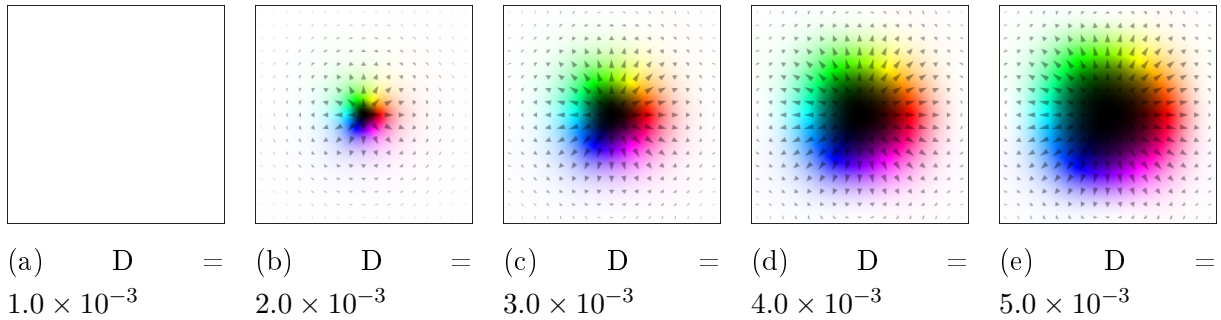 (a) D = (b) D = (c) D = (d) D = (e) D =
1.0 × 10⁻³ 2.0 × 10⁻³ 3.0 × 10⁻³ 4.0 × 10⁻³ 5.0 × 10⁻³